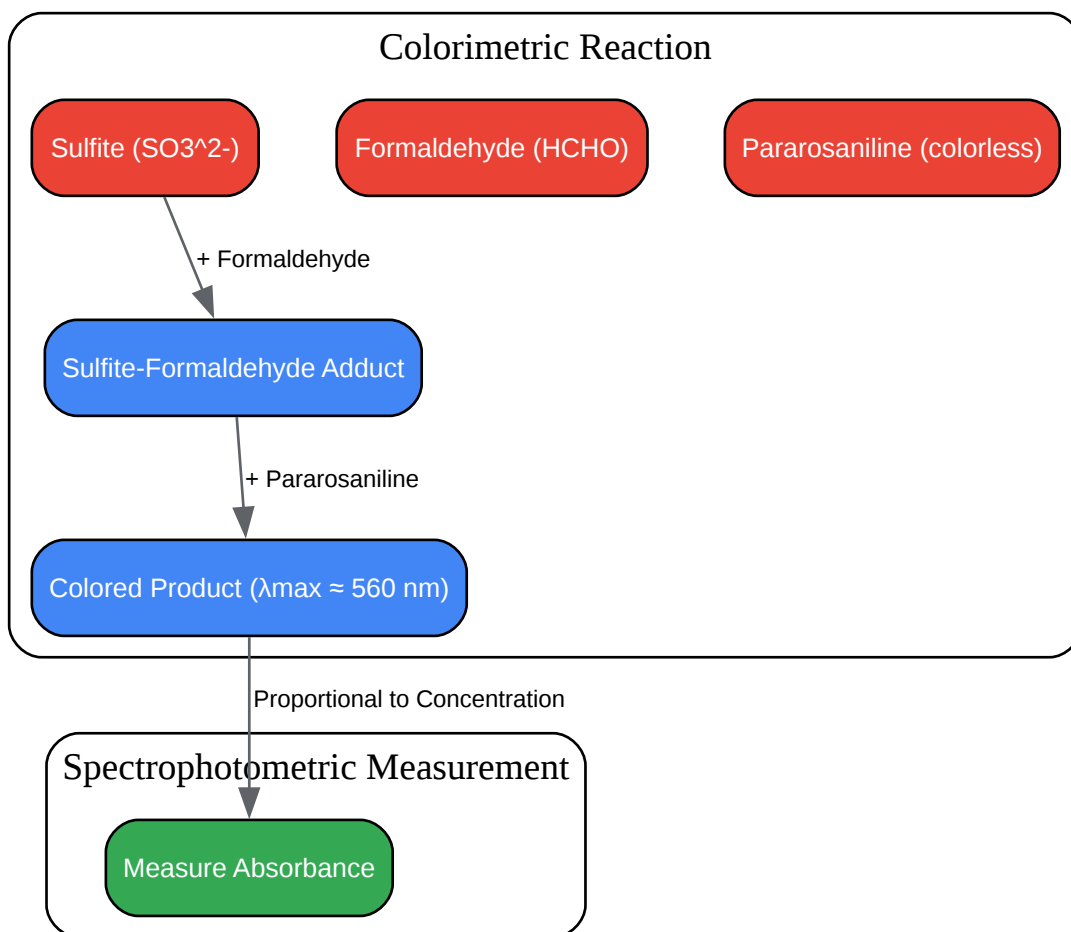 Colorimetric Reaction
Sulfite (SO3^2-)
Formaldehyde (HCHO)
Pararosaniline (colorless)
+ Formaldehyde
Sulfite-Formaldehyde Adduct
+ Pararosaniline
Colored Product (λmax ≈ 560 nm)
Proportional to Concentration
Spectrophotometric Measurement
Measure Absorbance